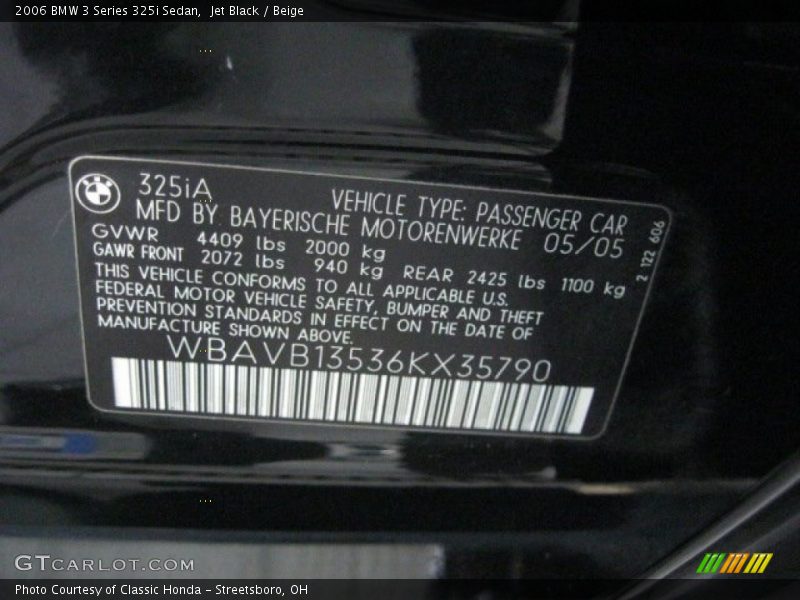 2006 BMW 3 Series 325i Sedan,  Jet Black / Beige
BMW
325iA
VEHICLE TYPE: PASSENGER CAR
MFD BY BAYERISCHE MOTORENWERKE 05/05
GVWR 4409 lbs 2000 kg
GAWR FRONT 2072 lbs 940 kg REAR 2425 lbs 1100 kg
THIS VEHICLE CONFORMS TO ALL APPLICABLE U.S.
FEDERAL MOTOR VEHICLE SAFETY, BUMPER AND THEFT
PREVENTION STANDARDS IN EFFECT ON THE DATE OF
MANUFACTURE SHOWN ABOVE.
WBAVB13536KX35790
2 122 606
GTCARLOT.COM
Photo Courtesy of Classic Honda – Streetsboro, OH